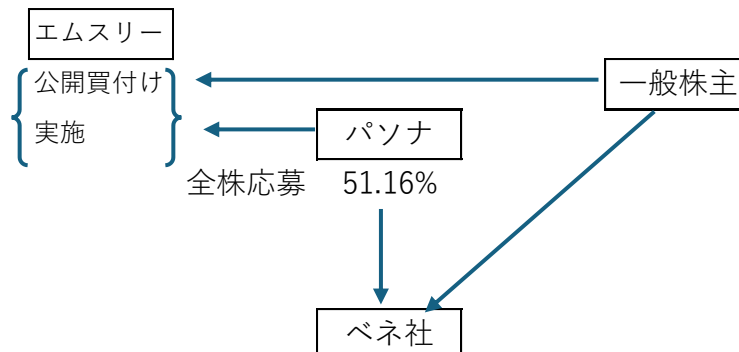 エムスリー
公開買付け
実施
一般株主
パソナ
全株応募 51.16%
ベネ社